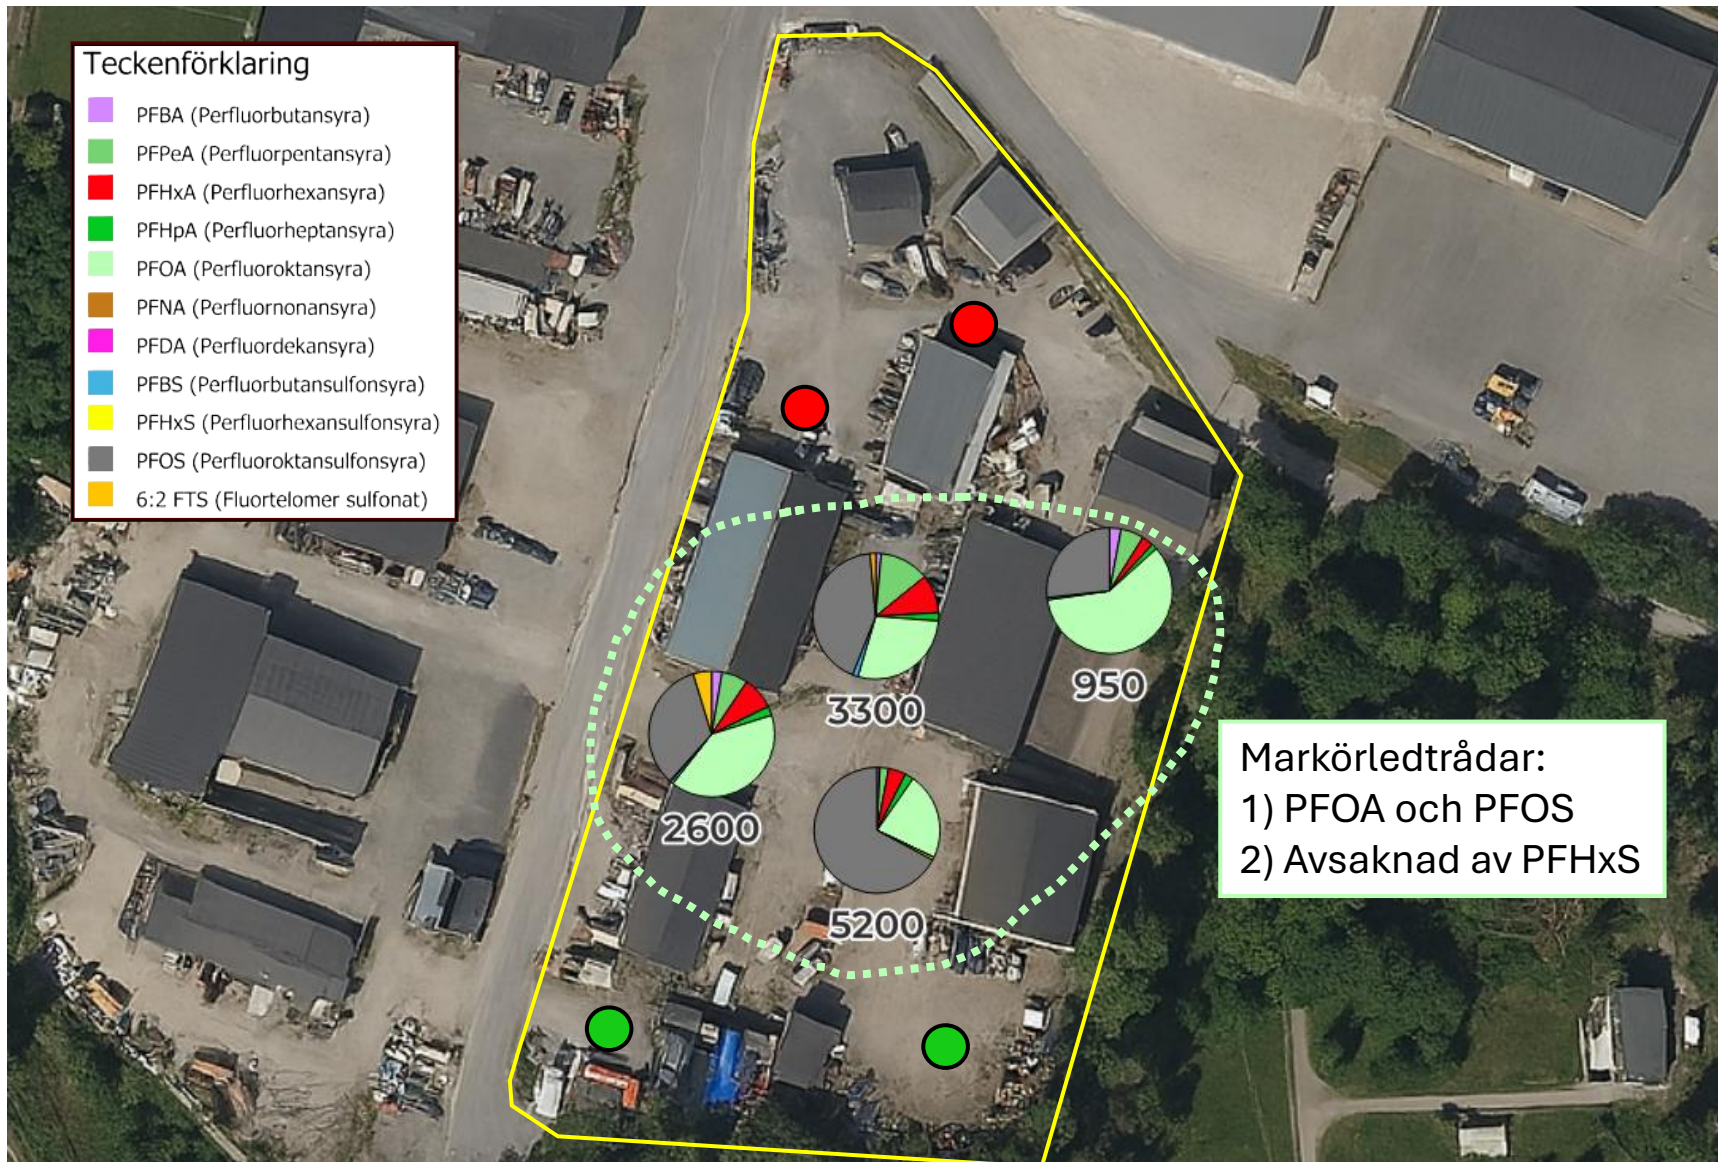 Teckenförklaring
PFBA (Perfluorbutansyra)
PFPeA (Perfluorpentansyra)
PFHxA (Perfluorhexansyra)
PFHpA (Perfluorheptansyra)
PFOA (Perfluoroktansyra)
PFNA (Perfluornonansyra)
PFDA (Perfluordekansyra)
PFBS (Perfluorbutansulfonsyra)
PFHxS (Perfluorhexansulfonsyra)
PFOS (Perfluoroktansulfonsyra)
6:2 FTS (Fluortelomer sulfonat)
950
3300
2600
5200
Markörledtrådar:
1) PFOA och PFOS
2) Avsaknad av PFHxS